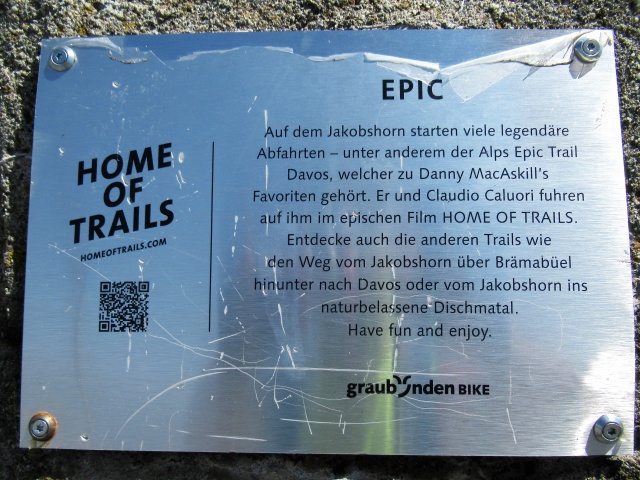 HOME
OF
TRAILS
HOMEOFTRAILS.COM
EPIC
Auf dem Jakobshorn starten viele legendäre
Abfahrten – unter anderem der Alps Epic Trail
Davos, welcher zu Danny MacAskill's
Favoriten gehört. Er und Claudio Caluori fuhren
auf ihm im epischen Film HOME OF TRAILS.
Entdecke auch die anderen Trails wie
den Weg vom Jakobshorn über Brämabüel
hinunter nach Davos oder vom Jakobshorn ins
naturbelassene Dischmatal.
Have fun and enjoy.
graubünden BIKE